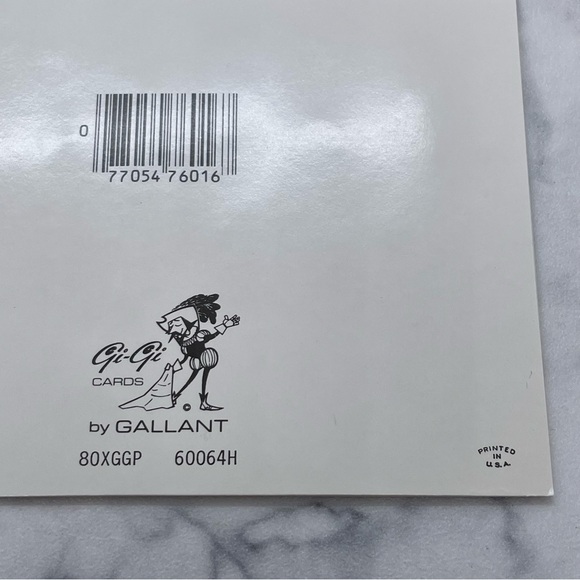 0
77054 76016
Gi-Gi
CARDS
©
by GALLANT
80XGGP 60064H
PRINTED
IN
U.S.A.